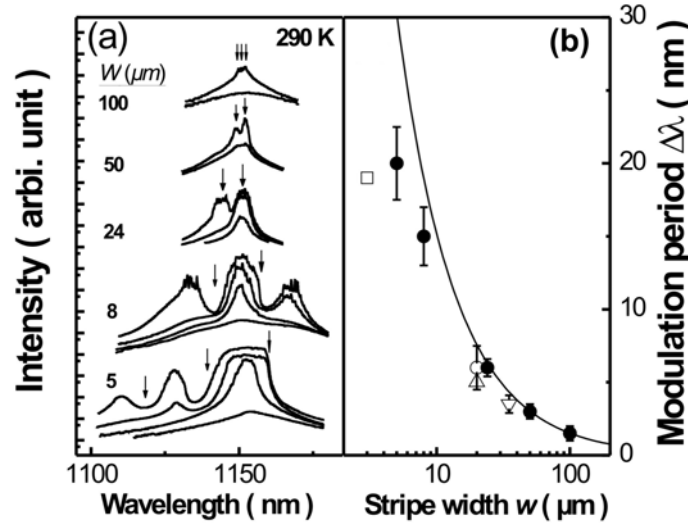 (a)
290 K
W (μm)
100
50
24
8
5
Intensity ( arbi. unit )
1100
1150
Wavelength ( nm )
(b)
30
20
10
0
Modulation period Δλ ( nm )
10
100
Stripe width w ( μm )